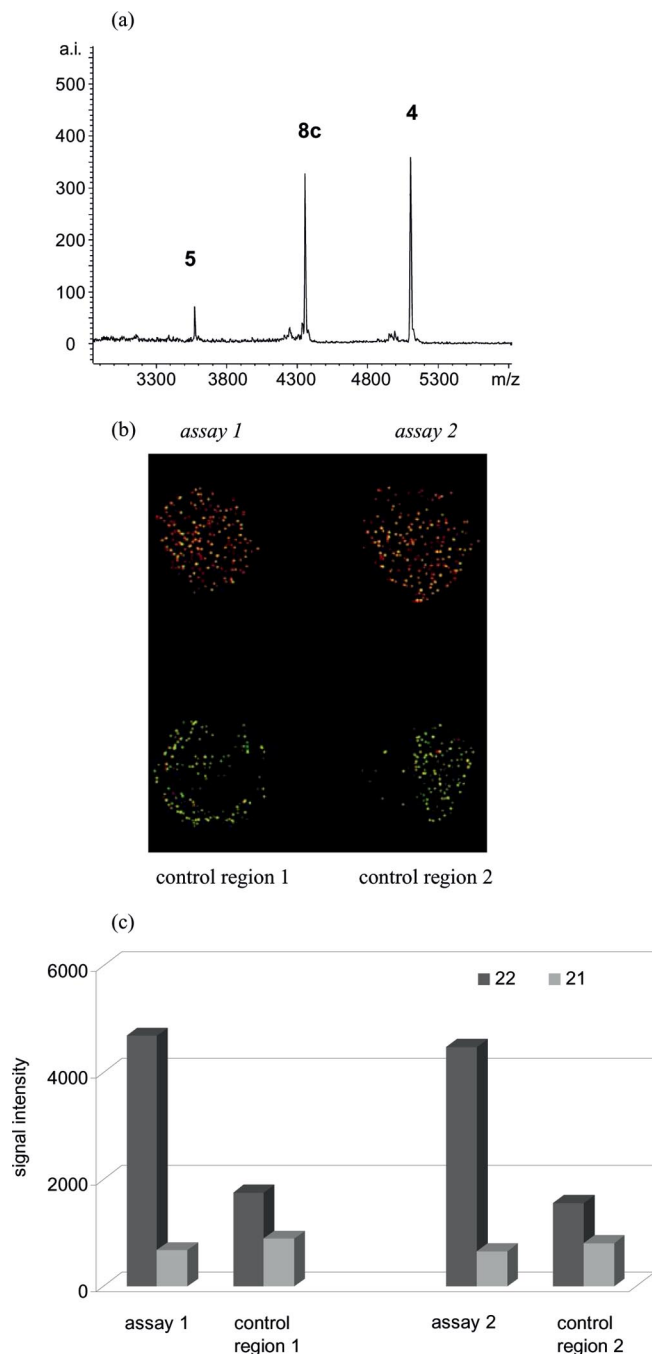 (a)
a.i.
500
400
300
200
100
0
5
8c
4
3300 3800 4300 4800 5300 m/z
(b)
assay 1 assay 2
control region 1 control region 2
(c)
6000
4000
2000
0
signal intensity
22 21
assay 1 control region 1 assay 2 control region 2